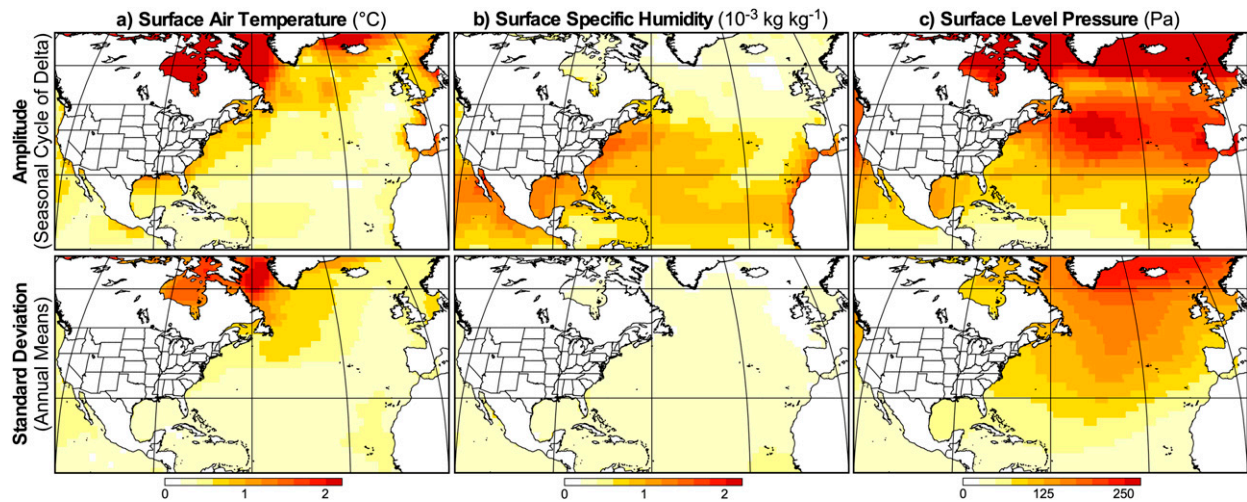 a) Surface Air Temperature (°C)
b) Surface Specific Humidity (10⁻³ kg kg⁻¹)
c) Surface Level Pressure (Pa)
Amplitude
(Seasonal Cycle of Delta)
Standard Deviation
(Annual Means)
0 1 2
0 1 2
0 125 250